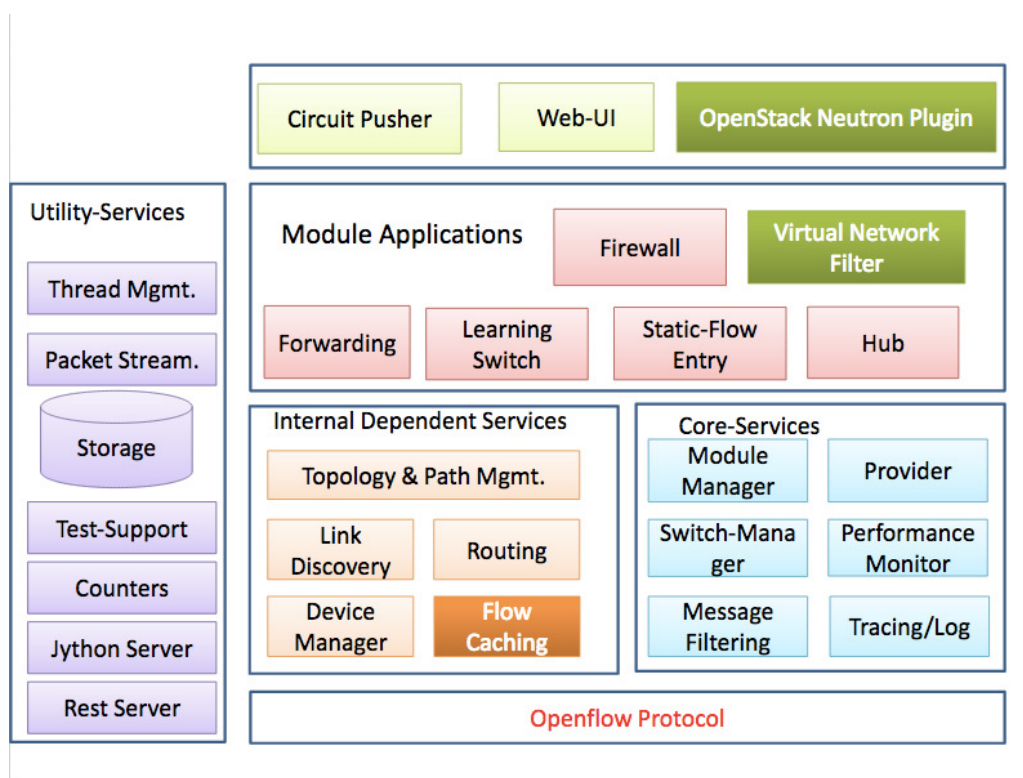 Circuit Pusher
Web-UI
OpenStack Neutron Plugin
Utility-Services
Thread Mgmt.
Packet Stream.
Storage
Test-Support
Counters
Jython Server
Rest Server
Module Applications
Firewall
Virtual Network
Filter
Forwarding
Learning
Switch
Static-Flow
Entry
Hub
Internal Dependent Services
Topology & Path Mgmt.
Link
Discovery
Routing
Device
Manager
Flow
Caching
Core-Services
Module
Manager
Provider
Switch-Mana
ger
Performance
Monitor
Message
Filtering
Tracing/Log
Openflow Protocol